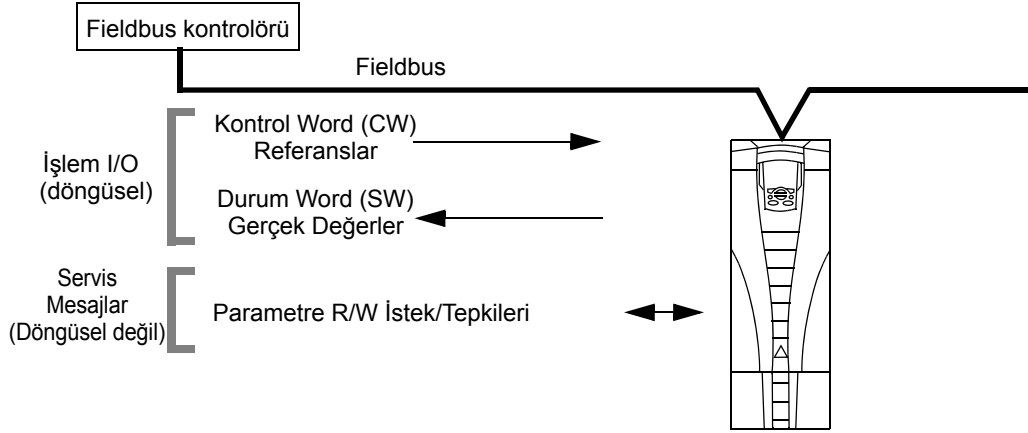 Fieldbus kontrolörü
Fieldbus
İşlem I/O
(döngüsel)
Kontrol Word (CW)
Referanslar
Durum Word (SW)
Gerçek Değerler
Servis
Mesajlar
(Döngüsel değil)
Parametre R/W İstek/Tepkileri